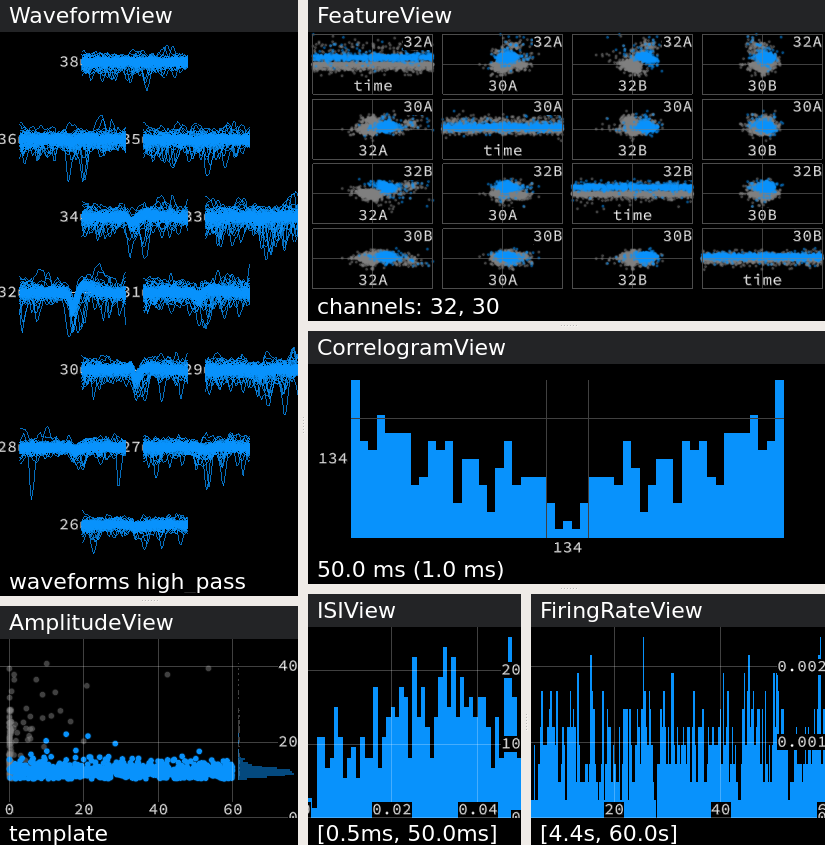 WaveformView
38
36 35
34 33
32 31
30 29
28 27
26
waveforms high_pass
FeatureView
32A 32A 32A 32A
time 30A 32B 30B
30A 30A 30A 30A
32A time 32B 30B
32B 32B 32B 32B
32A 30A time 30B
30B 30B 30B 30B
32A 30A 32B time
channels: 32, 30
CorrelogramView
134
134
50.0 ms (1.0 ms)
AmplitudeView
40
20
0 20 40 60
template
ISIView
20
10
0.02 0.04
[0.5ms, 50.0ms]
FiringRateView
0.002
0.001
20 40
[4.4s, 60.0s]